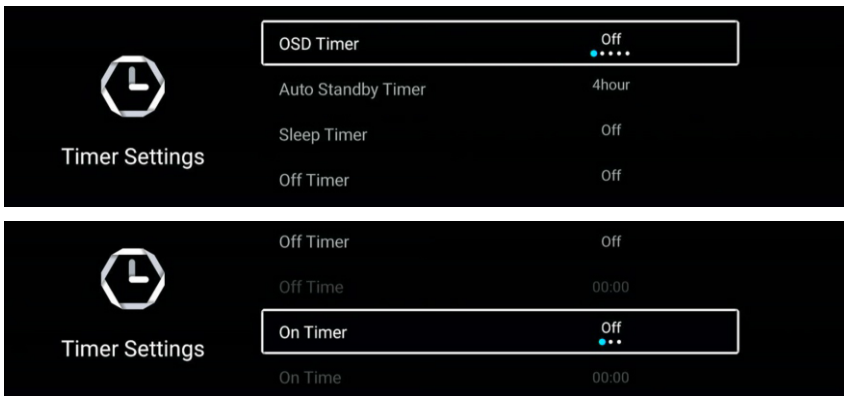 OSD Timer Off
Auto Standby Timer 4hour
Sleep Timer Off
Timer Settings
Off Timer Off
Off Timer Off
Off Time 00:00
On Timer Off
Timer Settings
On Time 00:00